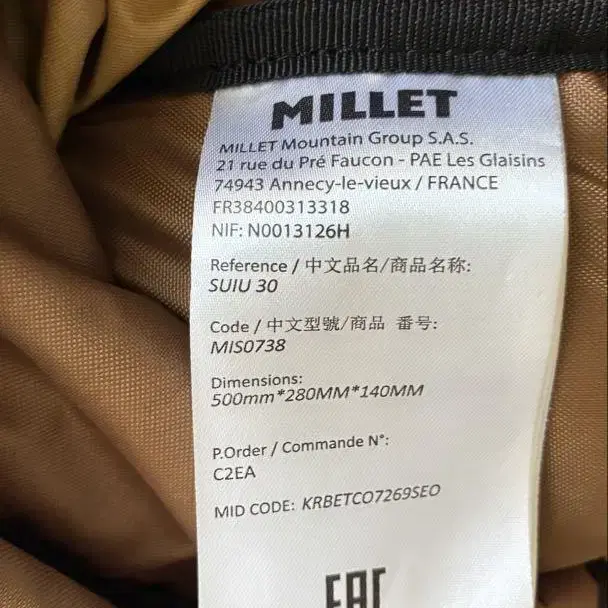 MILLET
MILLET Mountain Group S.A.S.
21 rue du Pré Faucon - PAE Les Glaisins
74943 Annecy-le-vieux / FRANCE
FR38400313318
NIF: N0013126H
Reference / 中文品名/商品名称:
SUIU 30
Code / 中文型號/商品 番号:
MIS0738
Dimensions:
500mm*280MM*140MM
P.Order / Commande N°:
C2EA
MID CODE: KRBETCO7269SEO
EAC